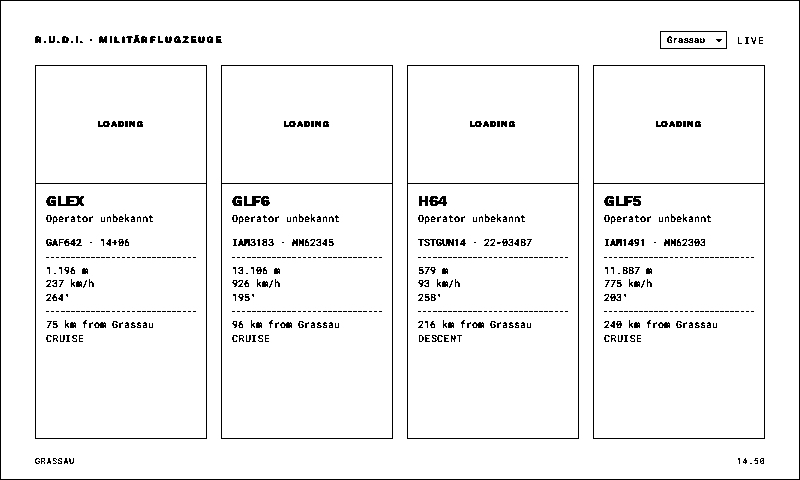 R.U.D.I. · MILITÄRFLUGZEUGE
Grassau
LIVE
LOADING
GLEX
Operator unbekannt
GAF642 · 14+06
1.196 m
237 km/h
264°
75 km from Grassau
CRUISE
LOADING
GLF6
Operator unbekannt
IAM3183 · MM62345
13.106 m
926 km/h
195°
96 km from Grassau
CRUISE
LOADING
H64
Operator unbekannt
TSTGUN14 · 22-03487
579 m
93 km/h
258°
216 km from Grassau
DESCENT
LOADING
GLF5
Operator unbekannt
IAM1491 · MM62303
11.887 m
775 km/h
203°
240 km from Grassau
CRUISE
GRASSAU
14.50